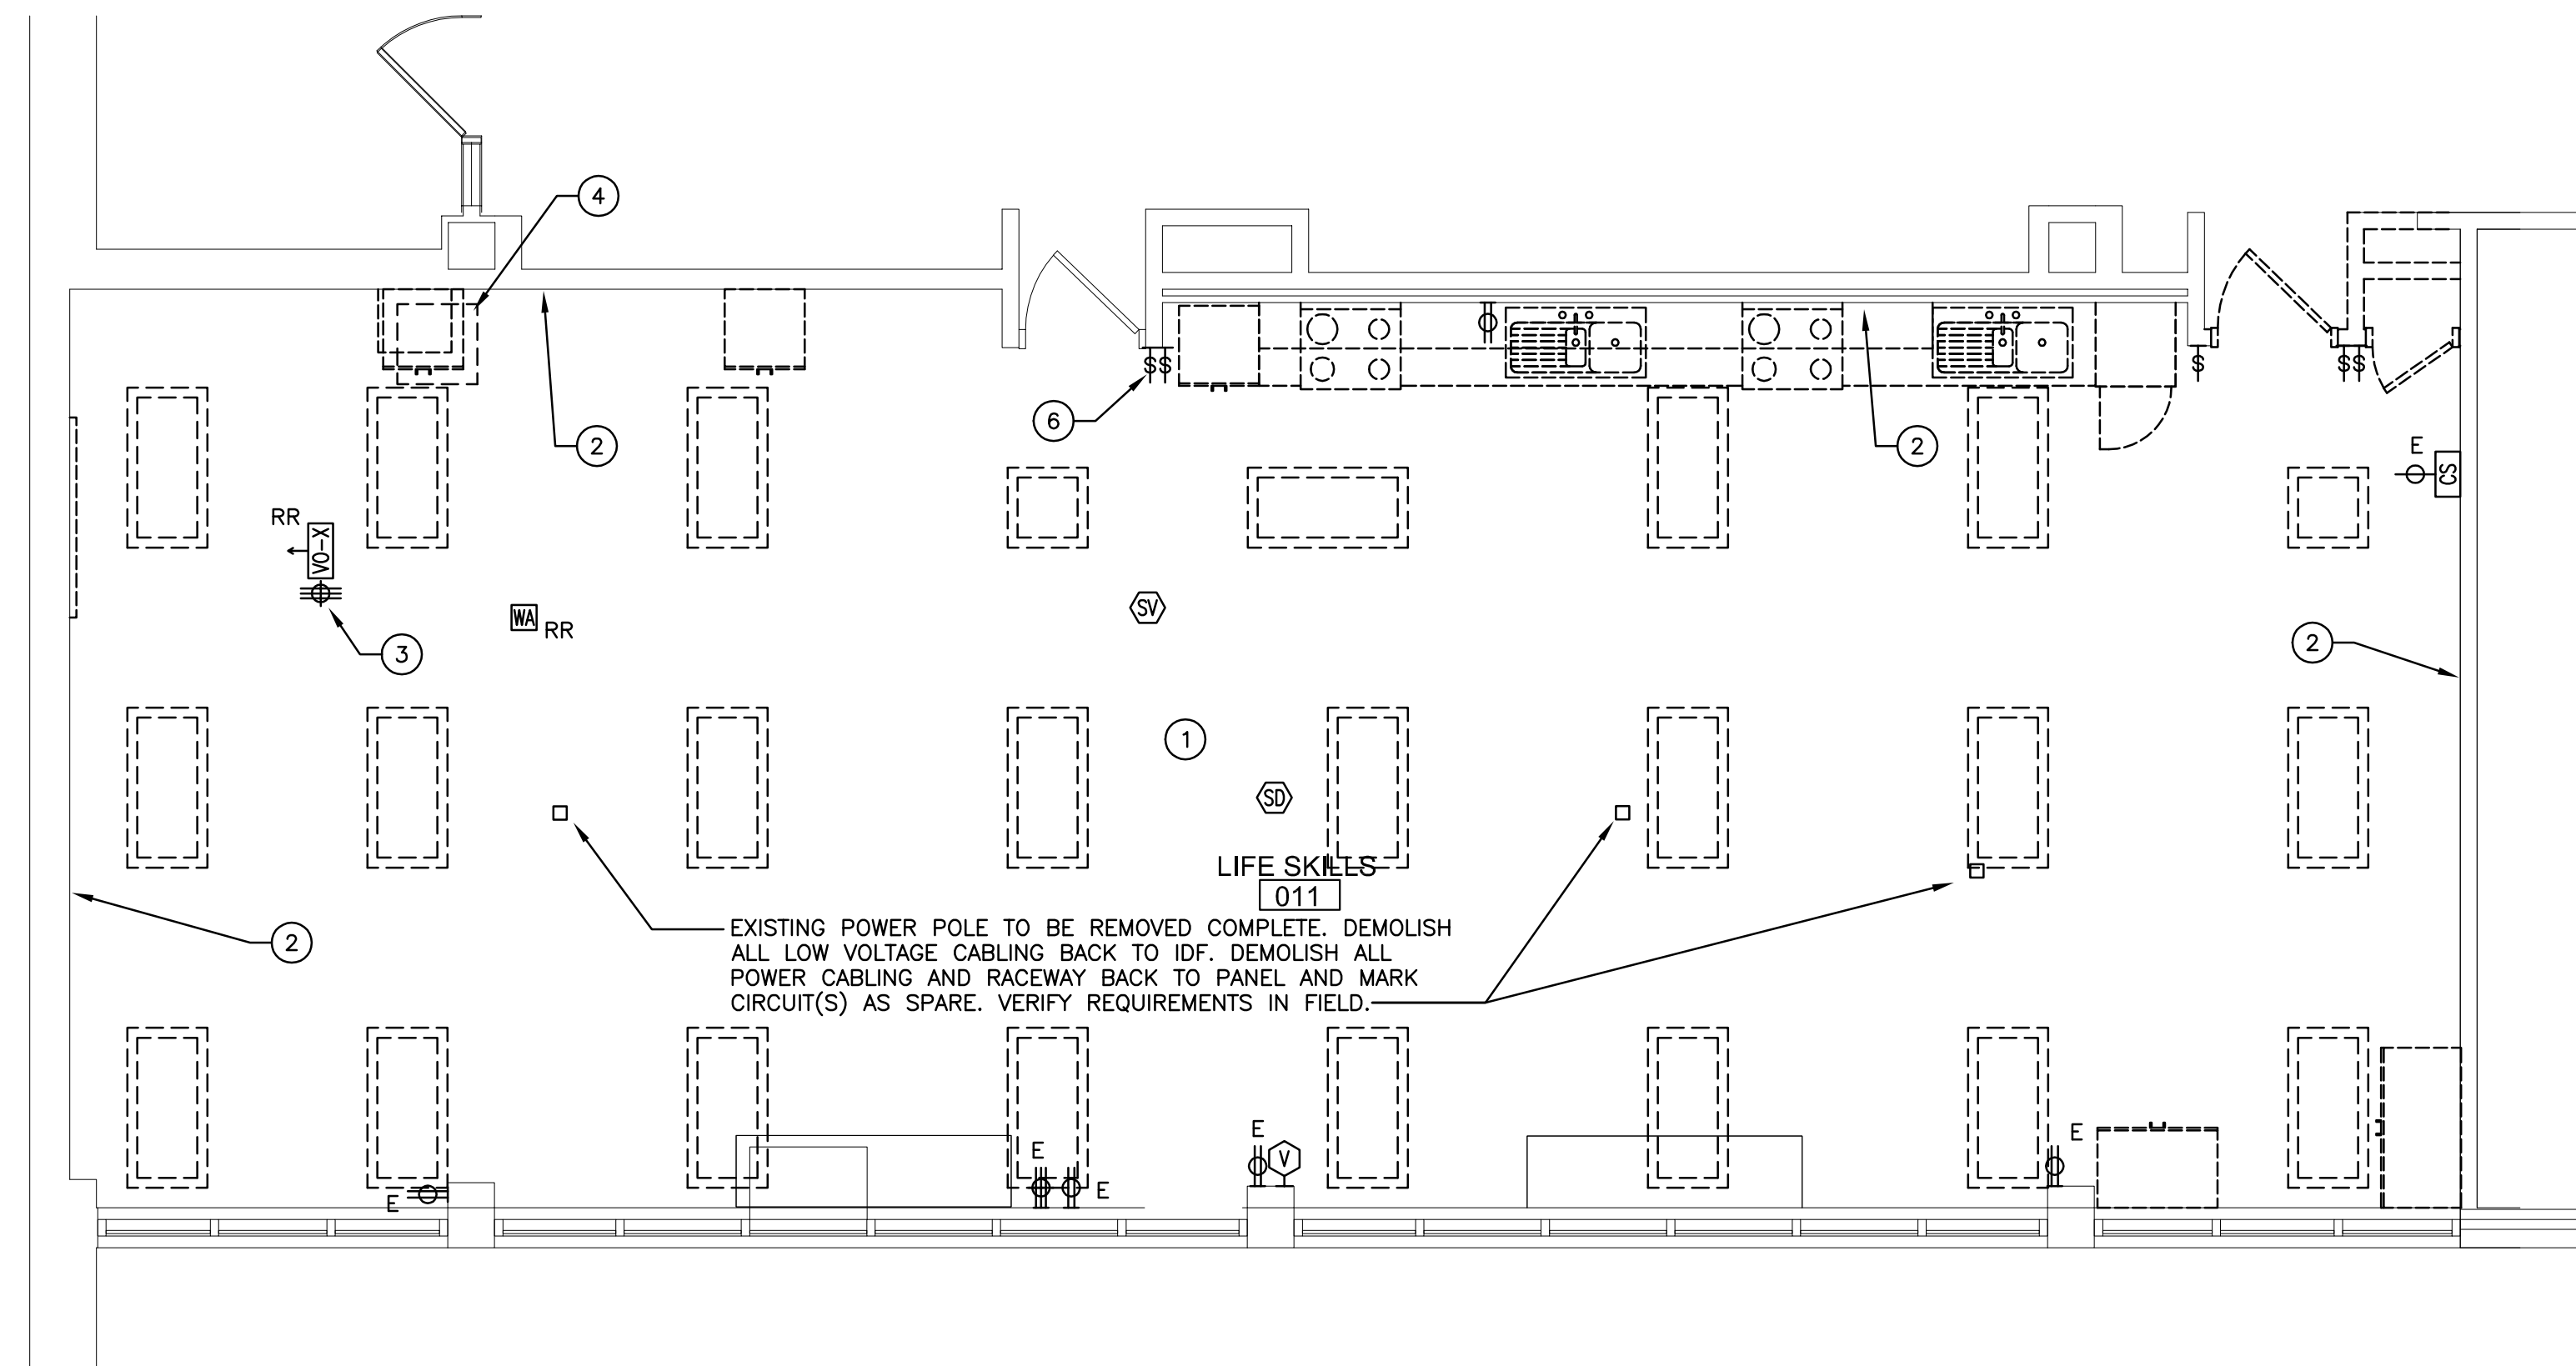 4
6
SS
S
SS
2
2
E
CS
RR
VO-X
3
WA
RR
SV
2
1
SD
LIFE SKILLS
011
2
EXISTING POWER POLE TO BE REMOVED COMPLETE. DEMOLISH
ALL LOW VOLTAGE CABLING BACK TO IDF. DEMOLISH ALL
POWER CABLING AND RACEWAY BACK TO PANEL AND MARK
CIRCUIT(S) AS SPARE. VERIFY REQUIREMENTS IN FIELD.
E
E
E
V
E
E